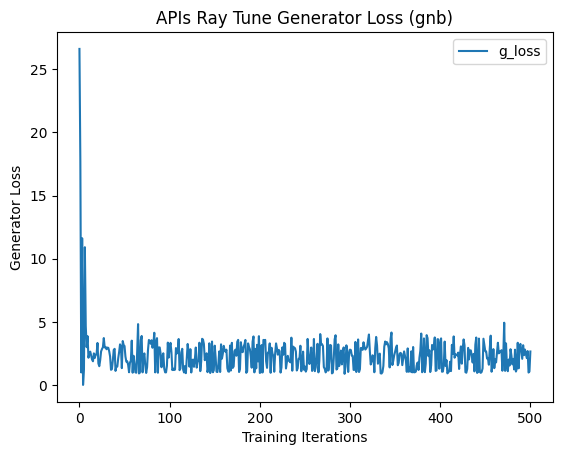 APIs Ray Tune Generator Loss (gnb)
g_loss
Generator Loss
25
20
15
10
5
0
0 100 200 300 400 500
Training Iterations